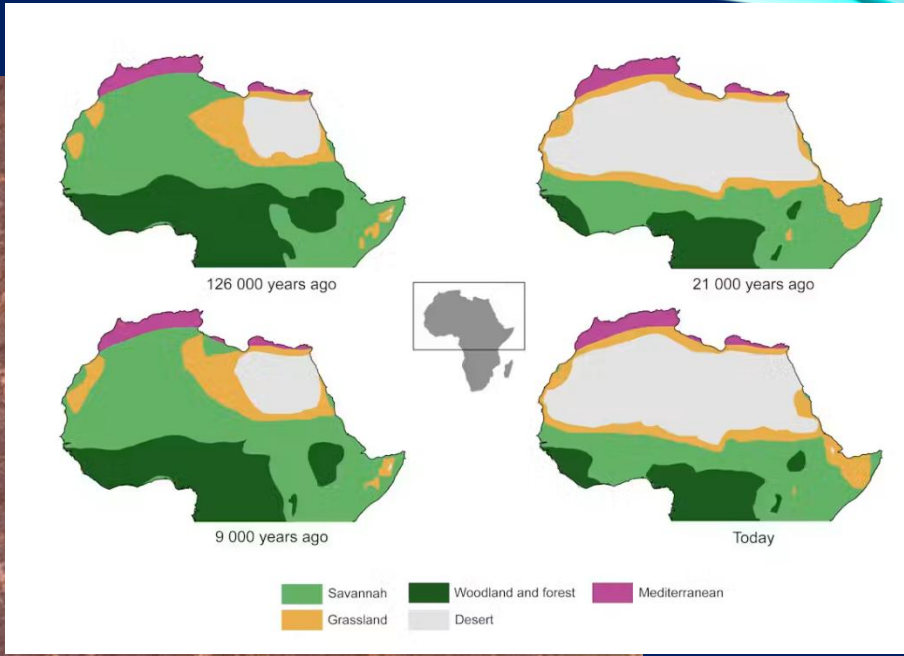 126 000 years ago
21 000 years ago
9 000 years ago
Today
Savannah
Woodland and forest
Mediterranean
Grassland
Desert